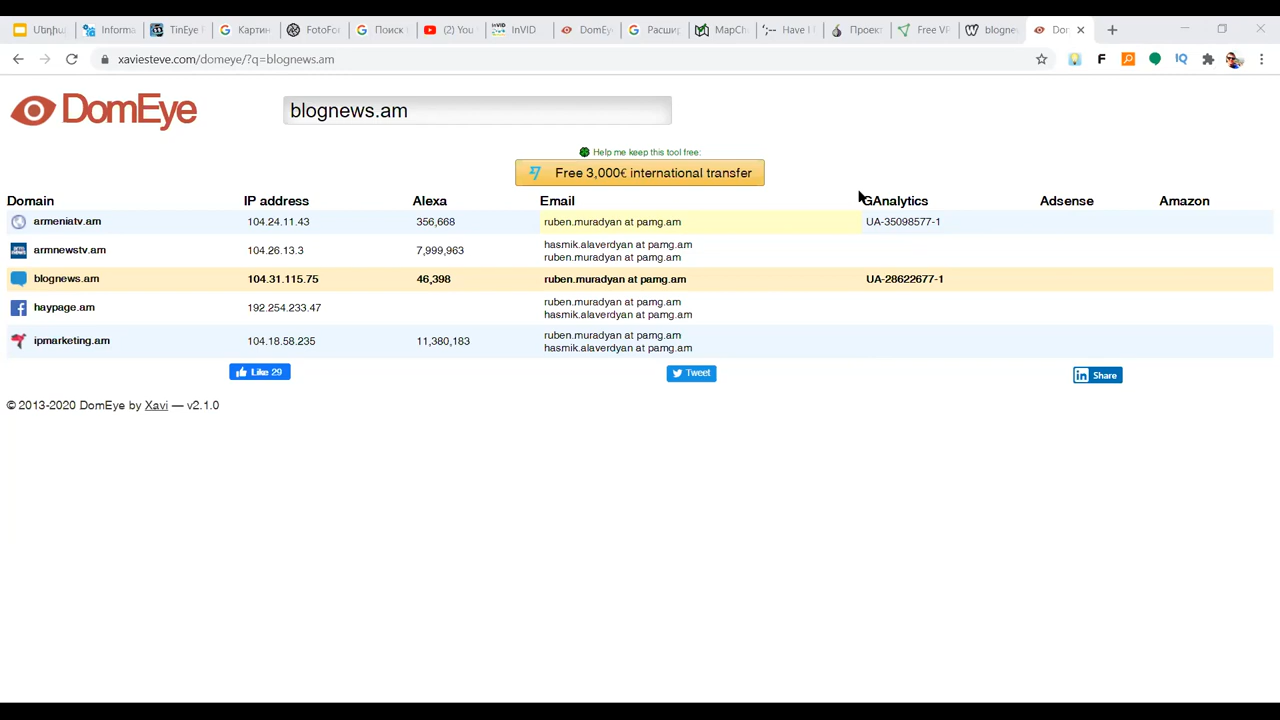 Սեղմ
Informa
TinEye
Картин
FotoFor
Поиск
(2) You
InVID
DomEy
Расши
MapCh
Have I
Проект
Free VP
blogne
Dor
xaviesteve.com/domeye/?q=blognews.am
DomEye
blognews.am
Help me keep this tool free:
Free 3,000€ international transfer
Domain IP address Alexa Email GAnalytics Adsense Amazon
armeniatv.am 104.24.11.43 356,668 ruben.muradyan at pamg.am UA-35098577-1
armnewstv.am 104.26.13.3 7,999,963 hasmik.alaverdyan at pamg.am
ruben.muradyan at pamg.am
blognews.am 104.31.115.75 46,398 ruben.muradyan at pamg.am UA-28622677-1
haypage.am 192.254.233.47 ruben.muradyan at pamg.am
hasmik.alaverdyan at pamg.am
ipmarketing.am 104.18.58.235 11,380,183 ruben.muradyan at pamg.am
hasmik.alaverdyan at pamg.am
Like 29
Tweet
in Share
© 2013-2020 DomEye by Xavi — v2.1.0